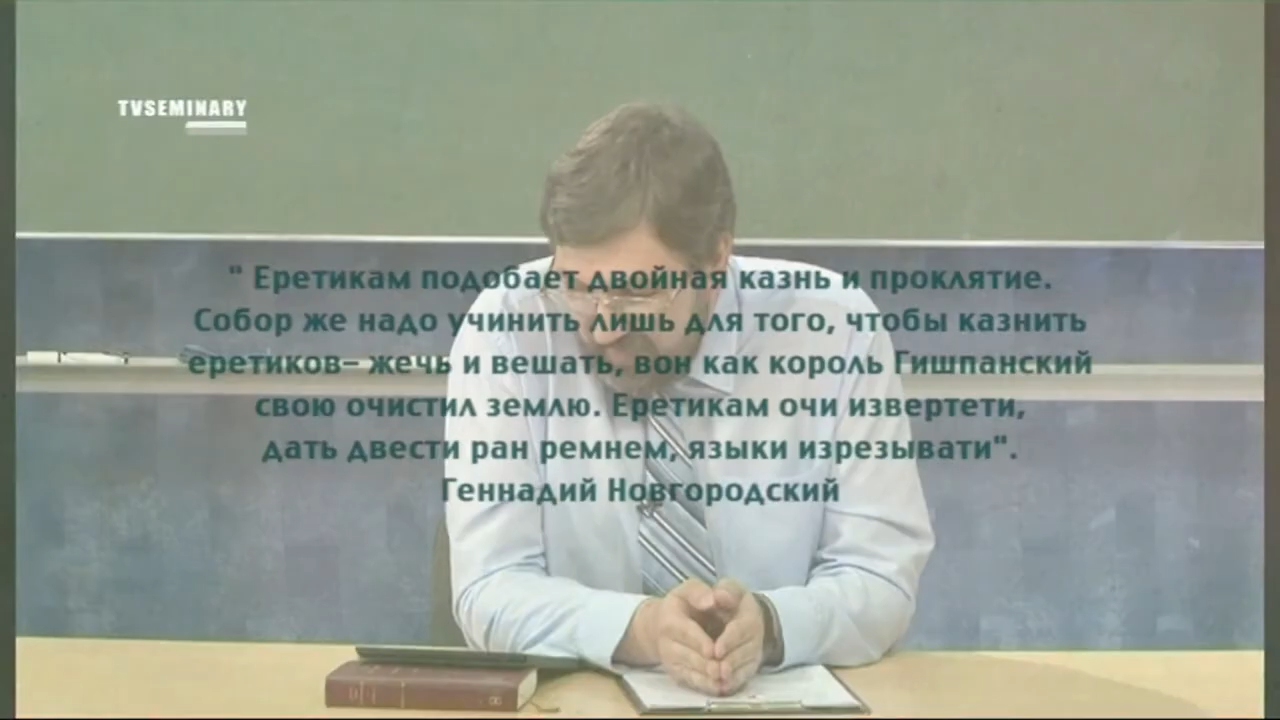 TVSEMINARY
" Еретикам подобает двойная казнь и проклятие.
Собор же надо учинить лишь для того, чтобы казнить
еретиков– жечь и вешать, вон как король Гишпанский
свою очистил землю. Еретикам очи извертети,
дать двести ран ремнем, языки изрезывати".
Геннадий Новгородский